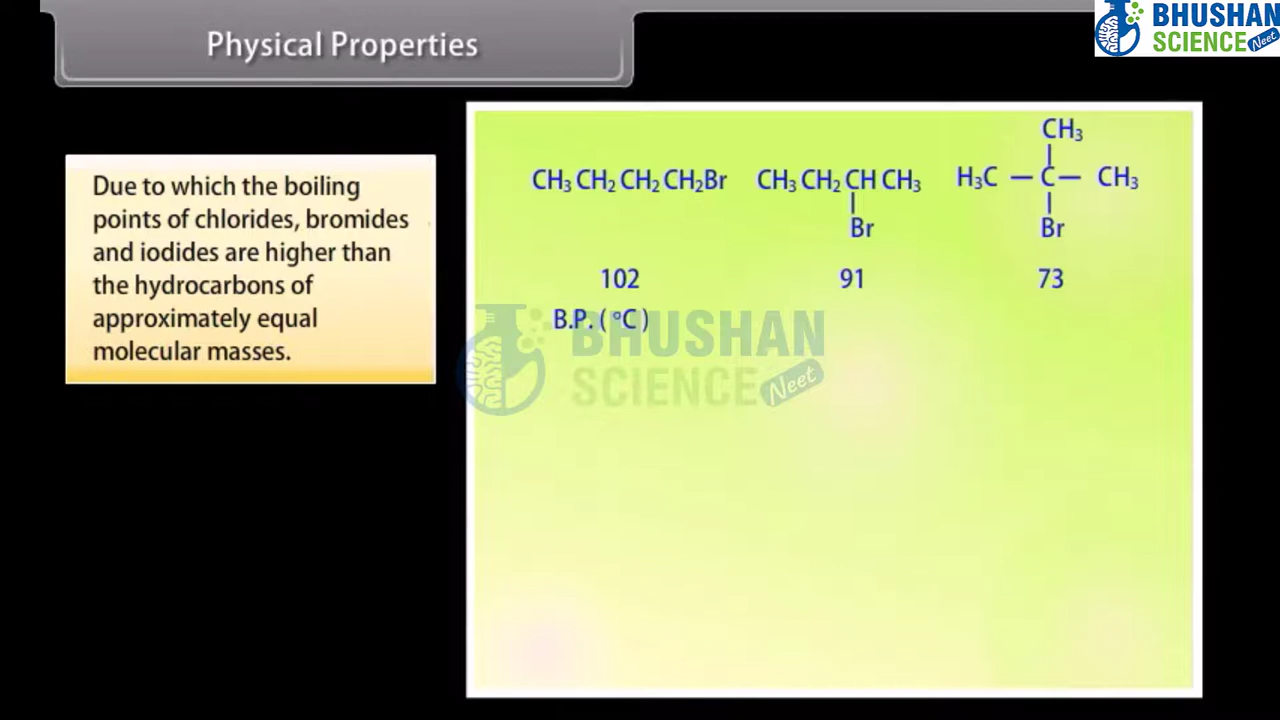 Physical Properties
BHUSHAN
SCIENCE Neet
Due to which the boiling
points of chlorides, bromides
and iodides are higher than
the hydrocarbons of
approximately equal
molecular masses.
CH₃
CH₃ CH₂ CH₂ CH₂Br CH₃ CH₂ CH CH₃ H₃C — C — CH₃
Br Br
102 91 73
B.P. ( °C )
BHUSHAN
SCIENCE Neet